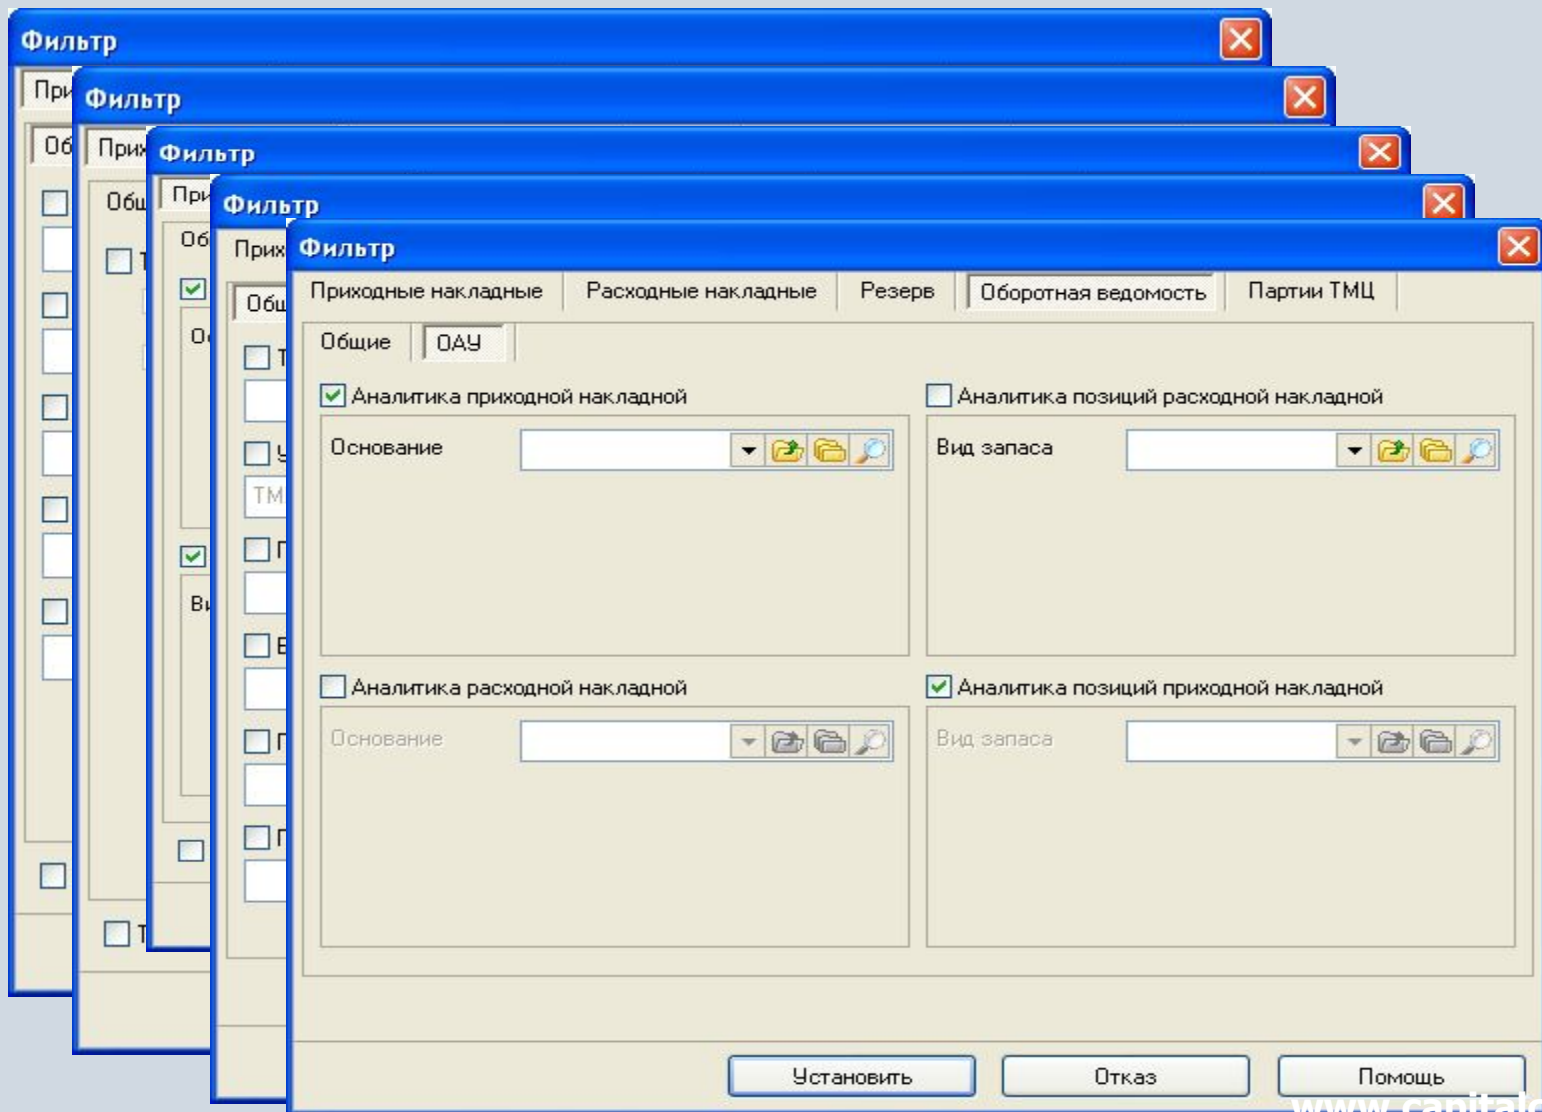 Фильтр
Фильтр
Фильтр
Фильтр
Фильтр
Приходные накладные Расходные накладные Резерв Оборотная ведомость Партии ТМЦ
Общие ОАУ
Аналитика приходной накладной Аналитика позиций расходной накладной
Основание Вид запаса
Аналитика расходной накладной Аналитика позиций приходной накладной
Основание Вид запаса
ТМ
Установить Отказ Помощь